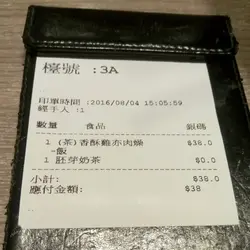 檯號 :3A
印單時間 :2016/08/04 15:05:59
經手人 :1
數量 食品 銀碼
1 (茶)香酥雞亦肉燥 $38.0
-飯
1 胚芽奶茶 $0.0
小計: $38.0
應付金額: $38